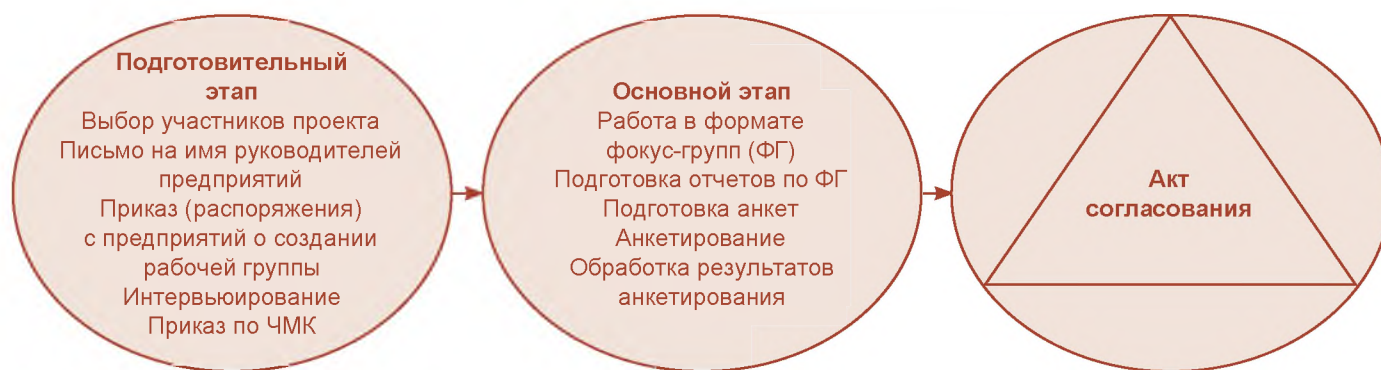 Подготовительный
этап
Выбор участников проекта
Письмо на имя руководителей
предприятий
Приказ (распоряжения)
с предприятий о создании
рабочей группы
Интервьюирование
Приказ по ЧМК
Основной этап
Работа в формате
фокус-групп (ФГ)
Подготовка отчетов по ФГ
Подготовка анкет
Анкетирование
Обработка результатов
анкетирования
Акт
согласования